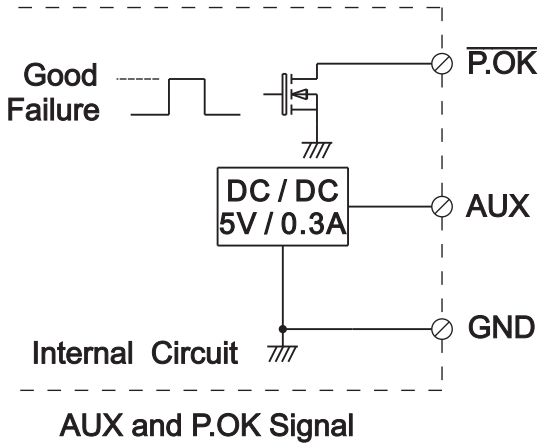 Good
Failure
P.OK
DC / DC
5V / 0.3A
AUX
GND
Internal Circuit
AUX and P.OK Signal